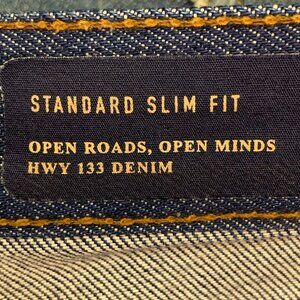 STANDARD SLIM FIT
OPEN ROADS, OPEN MINDS
HWY 133 DENIM